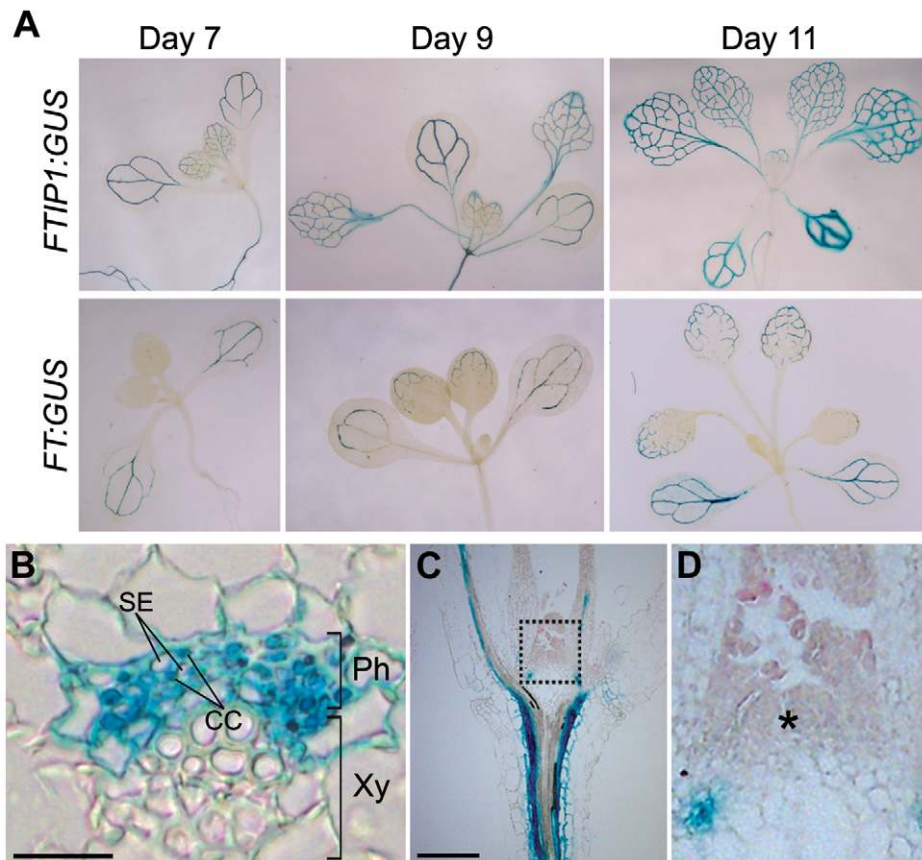 A
Day 7 Day 9 Day 11
FTIP1:GUS
FT:GUS
B
SE
CC
Ph
Xy
C
D
*